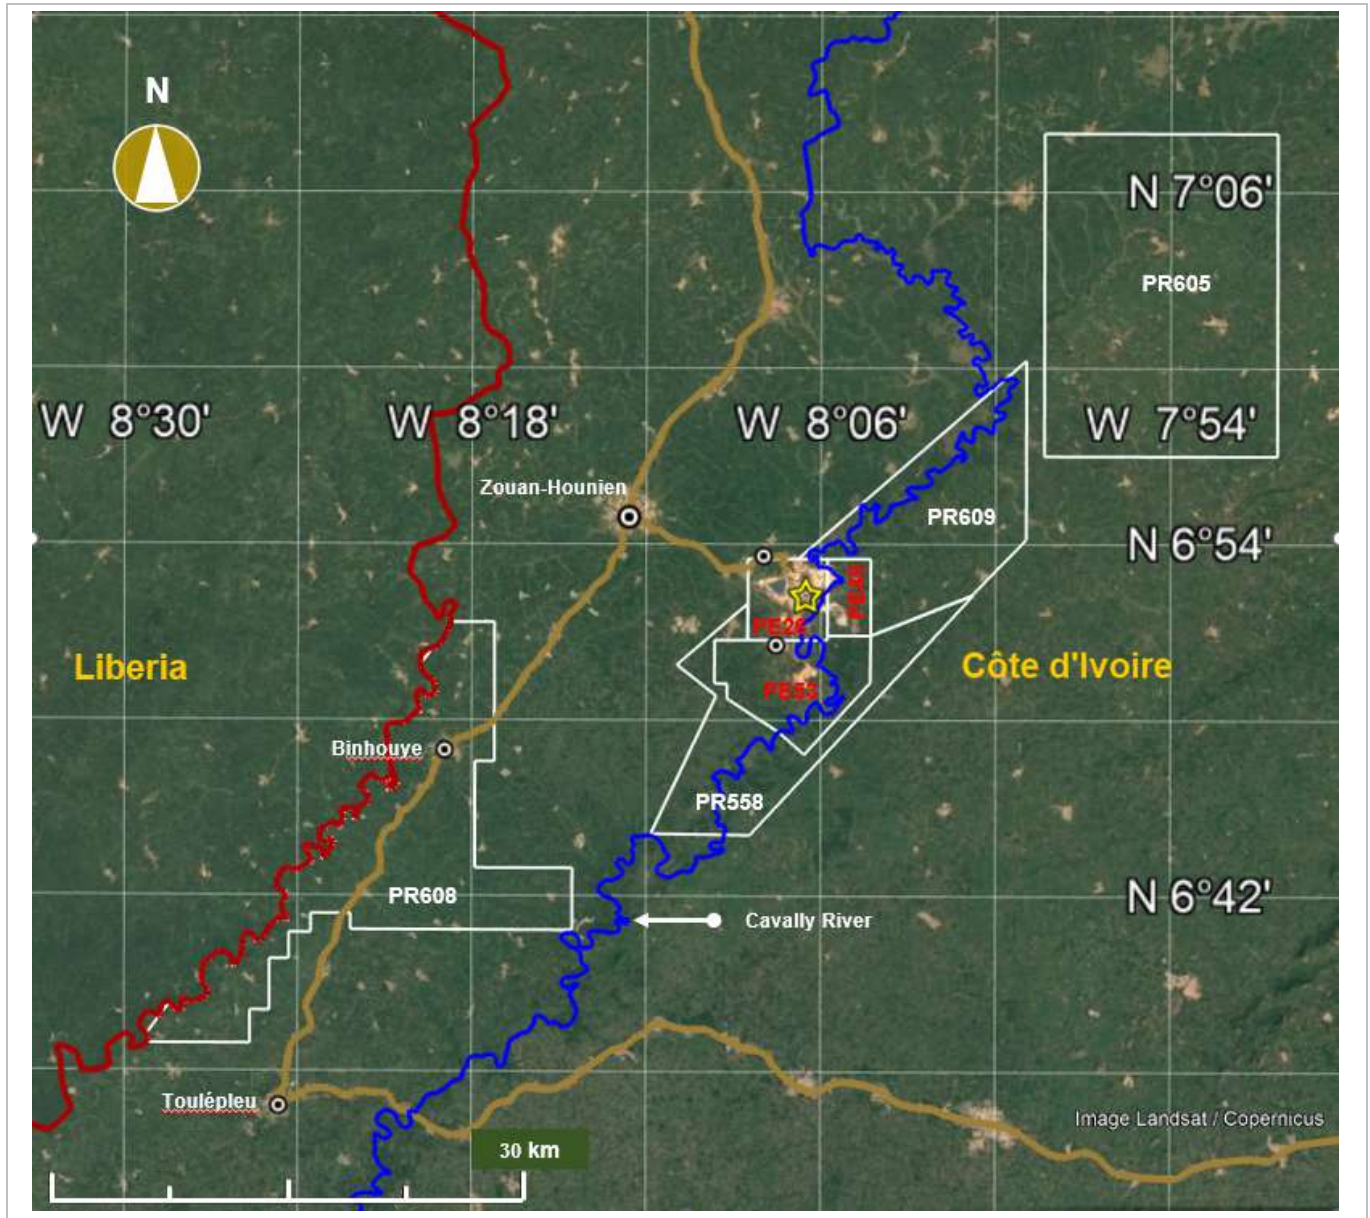 N
N 7°06'
PR605
W 8°30'
W 8°18'
W 8°06'
W 7°54'
Zouan-Hounien
PR609
N 6°54'
PE26
Liberia
Côte d'Ivoire
PE53
Binhouye
PR558
PR608
N 6°42'
Cavally River
Toulépleu
Image Landsat / Copernicus
30 km